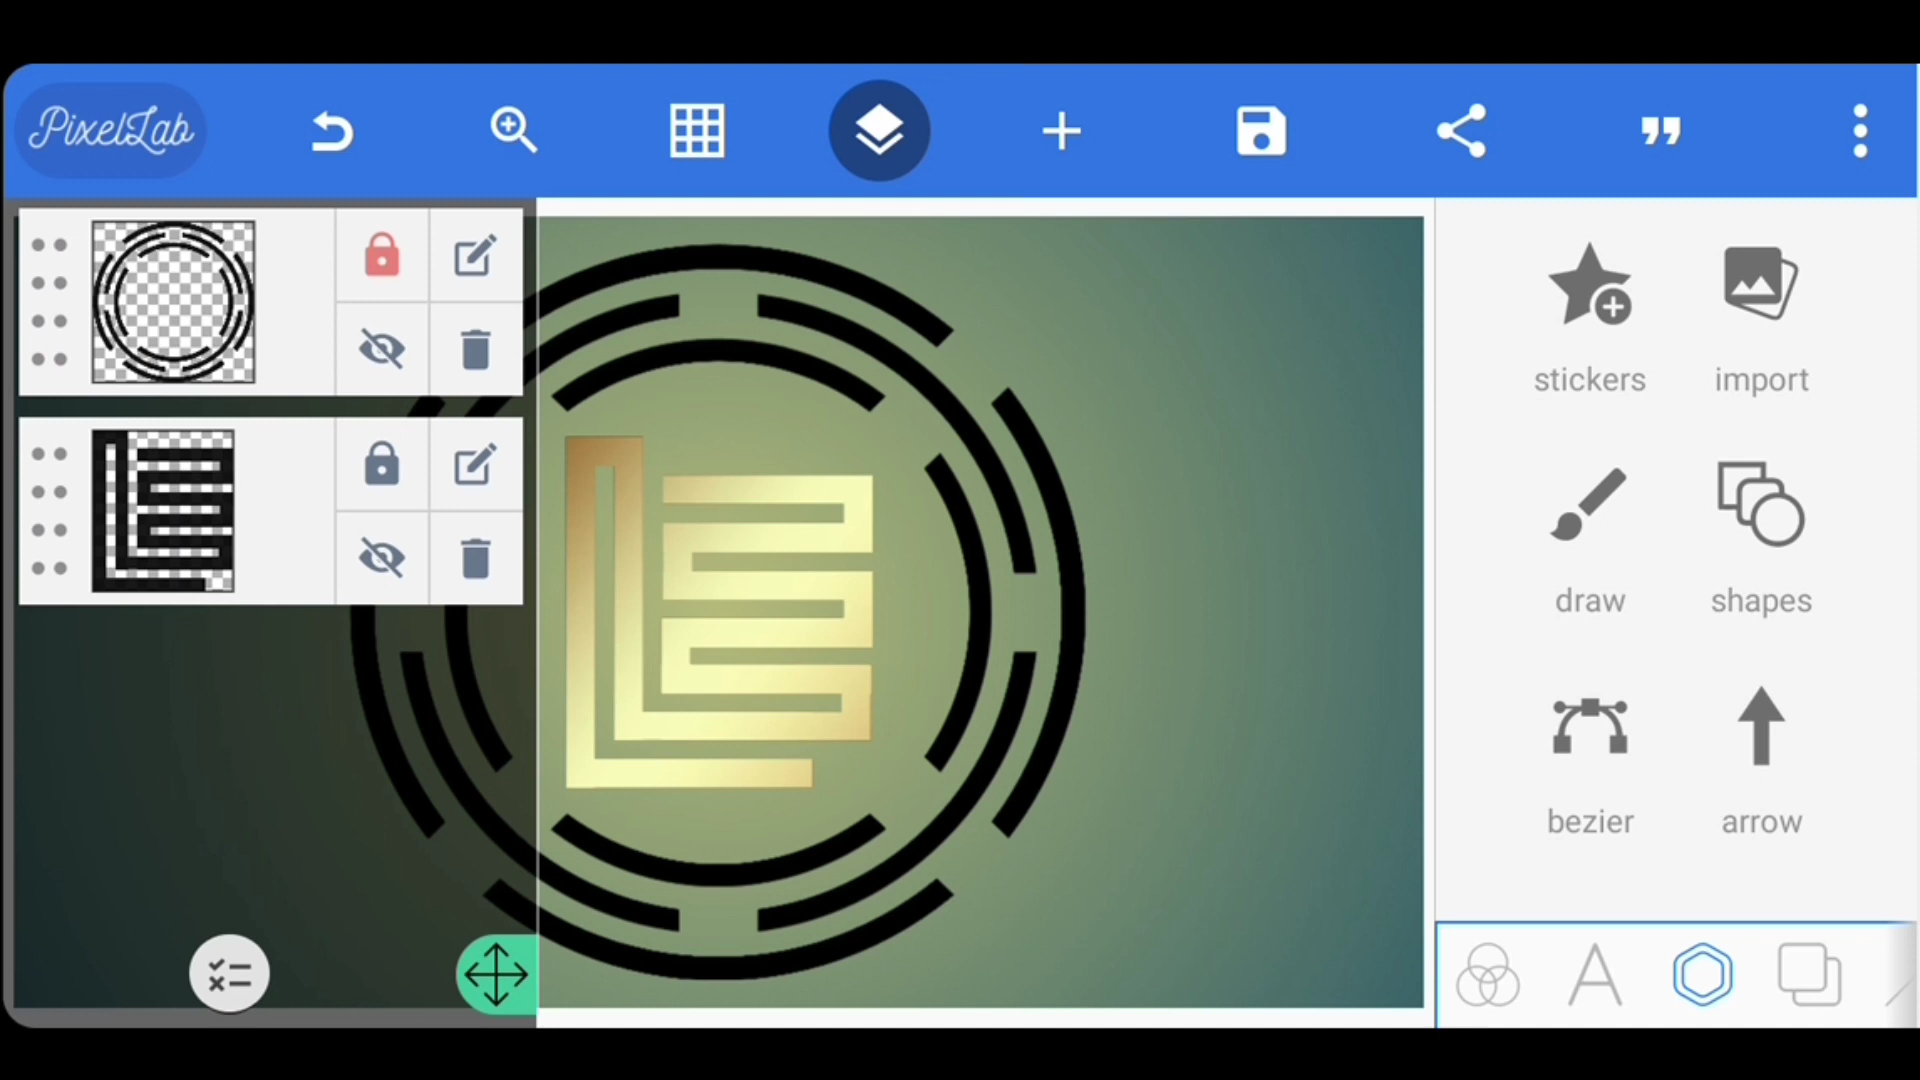 PixelLab
stickers
import
draw
shapes
bezier
arrow